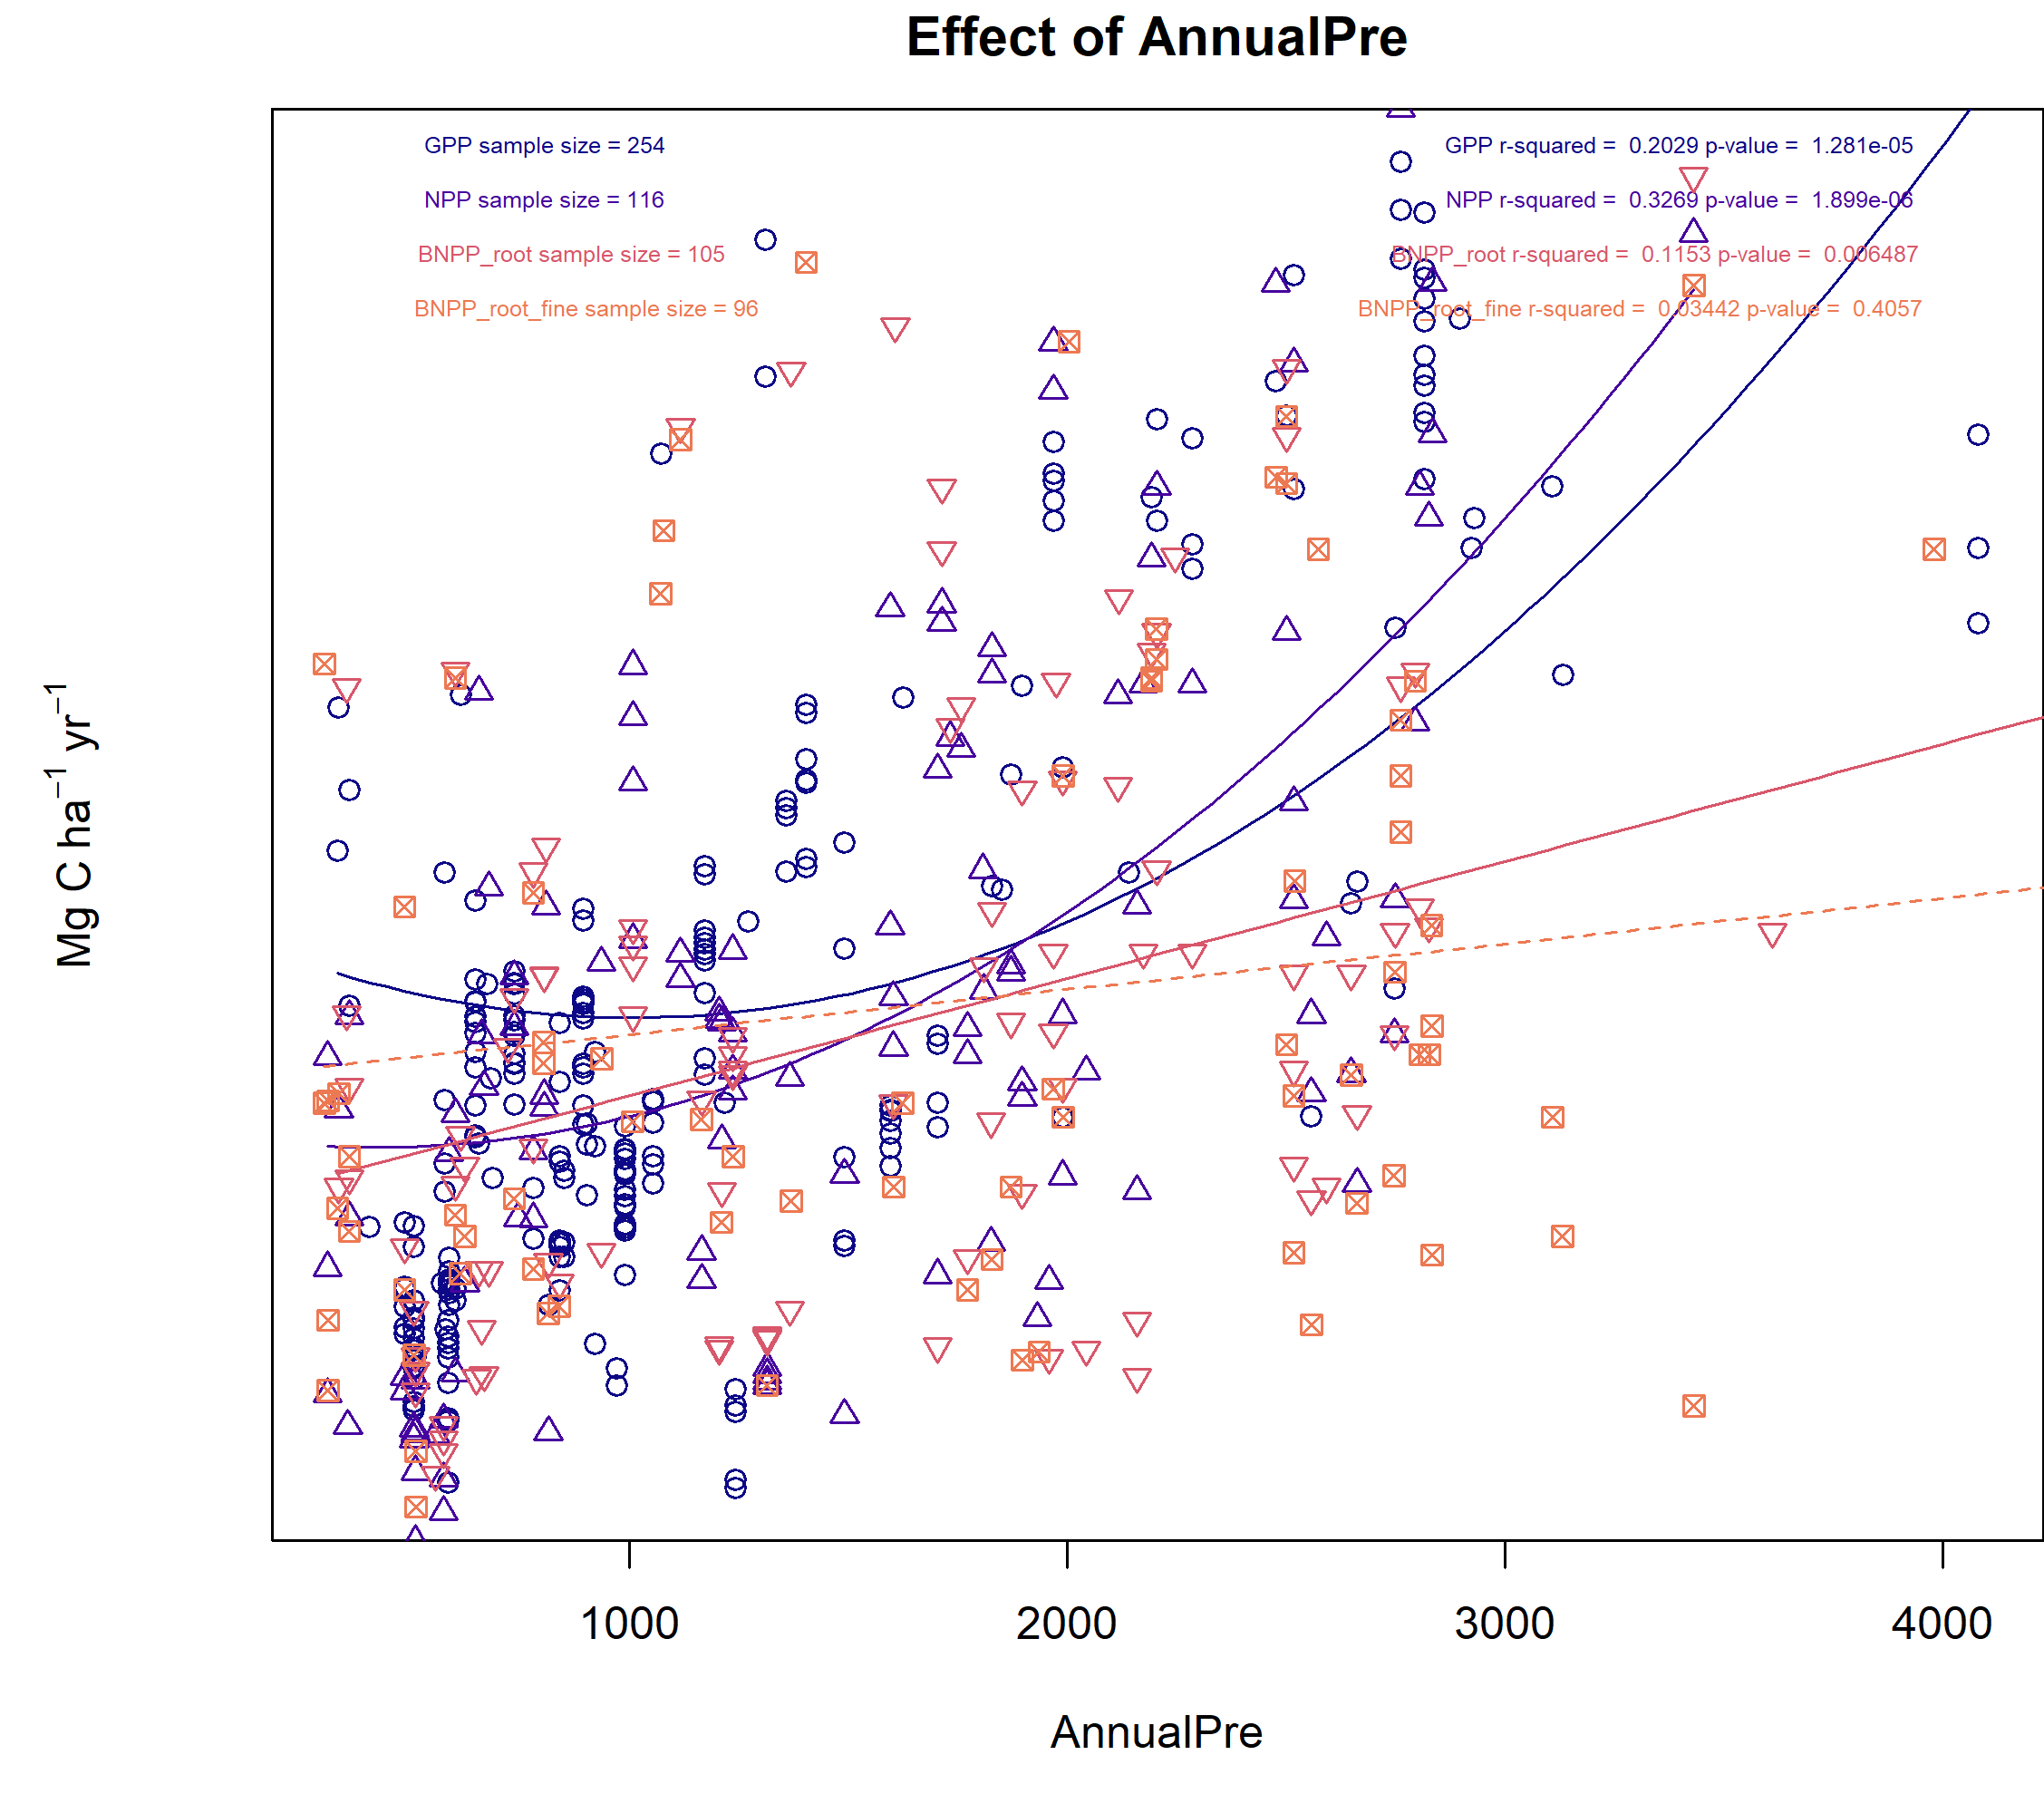 Effect of AnnualPre
GPP sample size = 254
GPP r-squared = 0.2029 p-value = 1.281e-05
NPP sample size = 116
NPP r-squared = 0.3269 p-value = 1.899e-06
BNPP_root sample size = 105
BNPP_root r-squared = 0.1153 p-value = 0.006487
BNPP_root_fine sample size = 96
BNPP_root_fine r-squared = 0.03442 p-value = 0.4057
Mg C ha⁻¹ yr⁻¹
1000 2000 3000 4000
AnnualPre